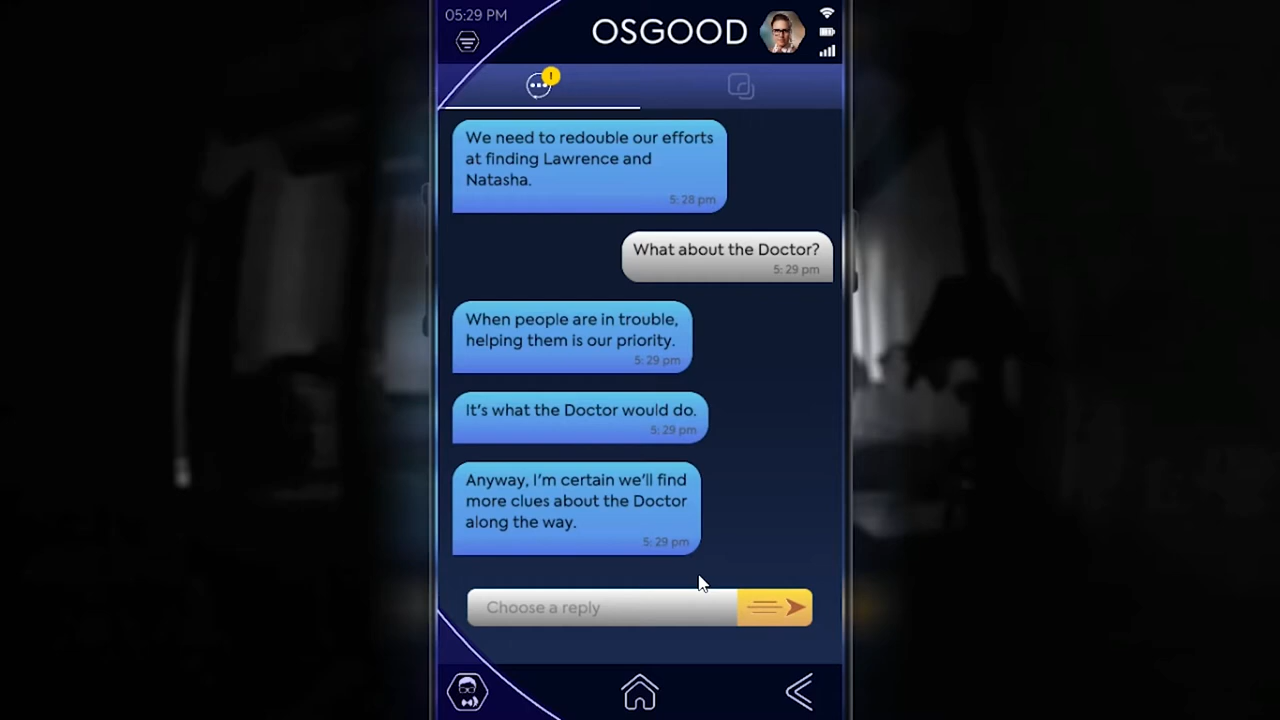 05:29 PM
OSGOOD
!
We need to redouble our efforts
at finding Lawrence and
Natasha.
5: 28 pm
What about the Doctor?
5: 29 pm
When people are in trouble,
helping them is our priority.
5: 29 pm
It's what the Doctor would do.
5: 29 pm
Anyway, I'm certain we'll find
more clues about the Doctor
along the way.
5: 29 pm
Choose a reply